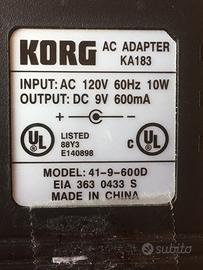 KORG AC ADAPTER
KA183
INPUT: AC 120V 60Hz 10W
OUTPUT: DC 9V 600mA
+ -
UL LISTED UL
88Y3
E140898
MODEL: 41-9-600D
EIA 363 0433 S
MADE IN CHINA
subito